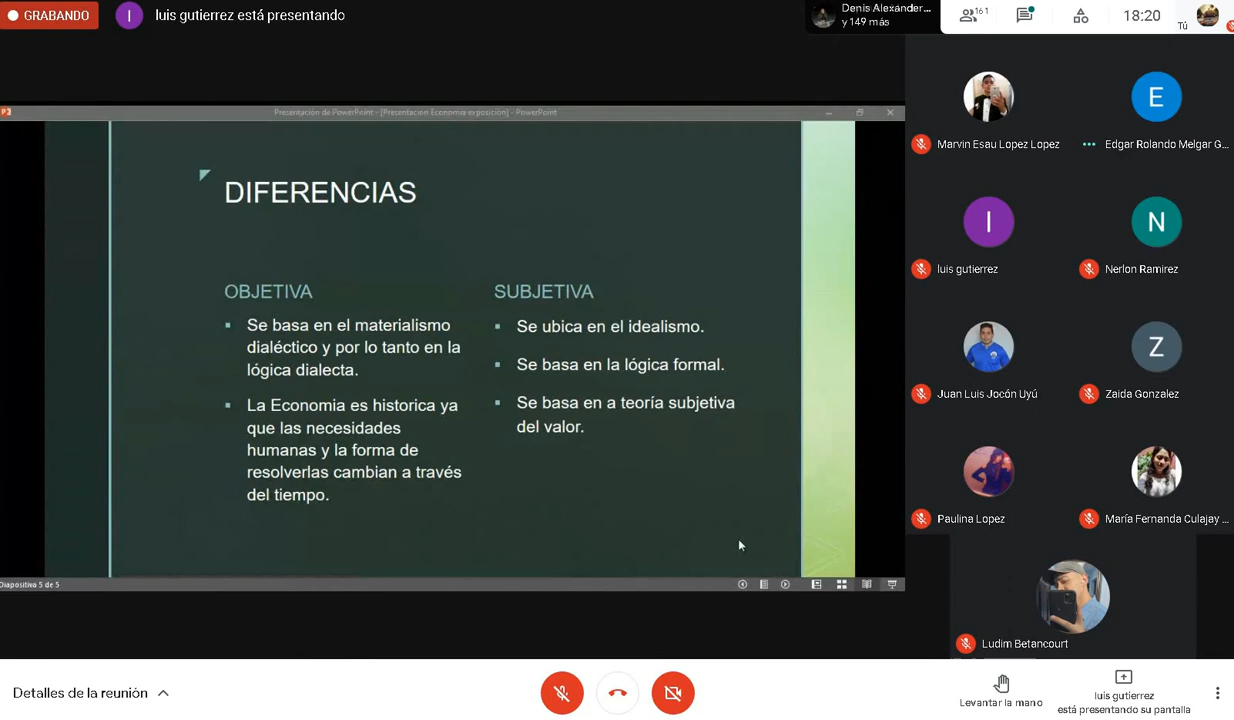 GRABANDO
l
luis gutierrez está presentando
Denis Alexander...
y 149 más
161
18:20
Tú
Presentación de PowerPoint - [Presentacion Economia exposición] - PowerPoint
DIFERENCIAS
OBJETIVA
Se basa en el materialismo
dialéctico y por lo tanto en la
lógica dialecta.
La Economia es historica ya
que las necesidades
humanas y la forma de
resolverlas cambian a través
del tiempo.
SUBJETIVA
Se ubica en el idealismo.
Se basa en la lógica formal.
Se basa en a teoría subjetiva
del valor.
Diapositiva 5 de 5
Marvin Esau Lopez Lopez
E
Edgar Rolando Melgar G...
l
luis gutierrez
N
Nerlon Ramirez
Juan Luis Jocón Uyú
Z
Zaida Gonzalez
Paulina Lopez
María Fernanda Culajay ...
Ludim Betancourt
Detalles de la reunión
Levantar la mano
luis gutierrez
está presentando su pantalla